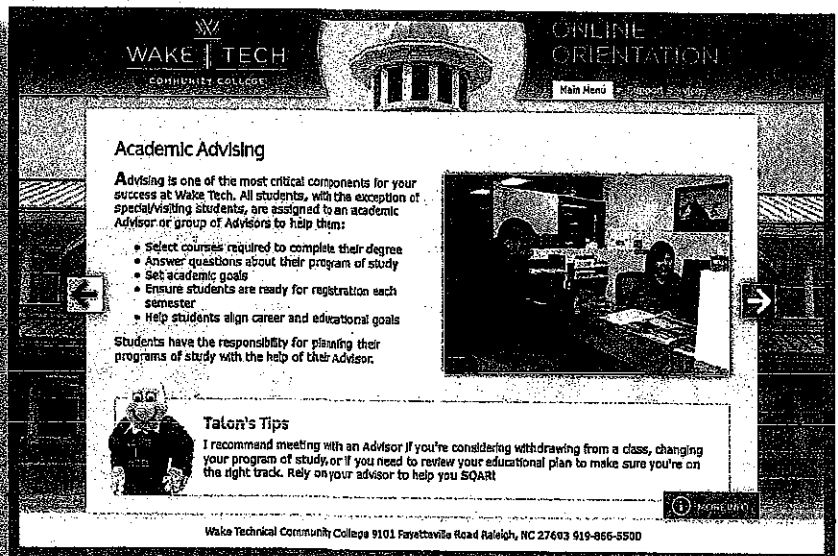 WAKE TECH
COMMUNITY COLLEGE
ONLINE
ORIENTATION
Main Menu Support Services
Academic Advising
Advising is one of the most critical components for your
success at Wake Tech. All students, with the exception of
special/visiting students, are assigned to an academic
Advisor or group of Advisors to help them:
• Select courses required to complete their degree
• Answer questions about their program of study
• Set academic goals
• Ensure students are ready for registration each
semester
• Help students align career and educational goals
Students have the responsibility for planning their
programs of study with the help of their Advisor.
Talon's Tips
I recommend meeting with an Advisor if you're considering withdrawing from a class, changing
your program of study, or if you need to review your educational plan to make sure you're on
the right track. Rely on your advisor to help you SOAR!
MORE INFO
Wake Technical Community College 9101 Fayetteville Road Raleigh, NC 27603 919-866-5500